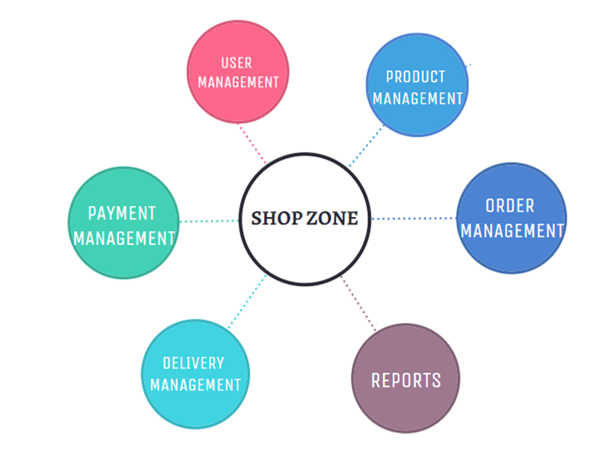 USER
MANAGEMENT
PRODUCT
MANAGEMENT
PAYMENT
MANAGEMENT
SHOP ZONE
ORDER
MANAGEMENT
DELIVERY
MANAGEMENT
REPORTS